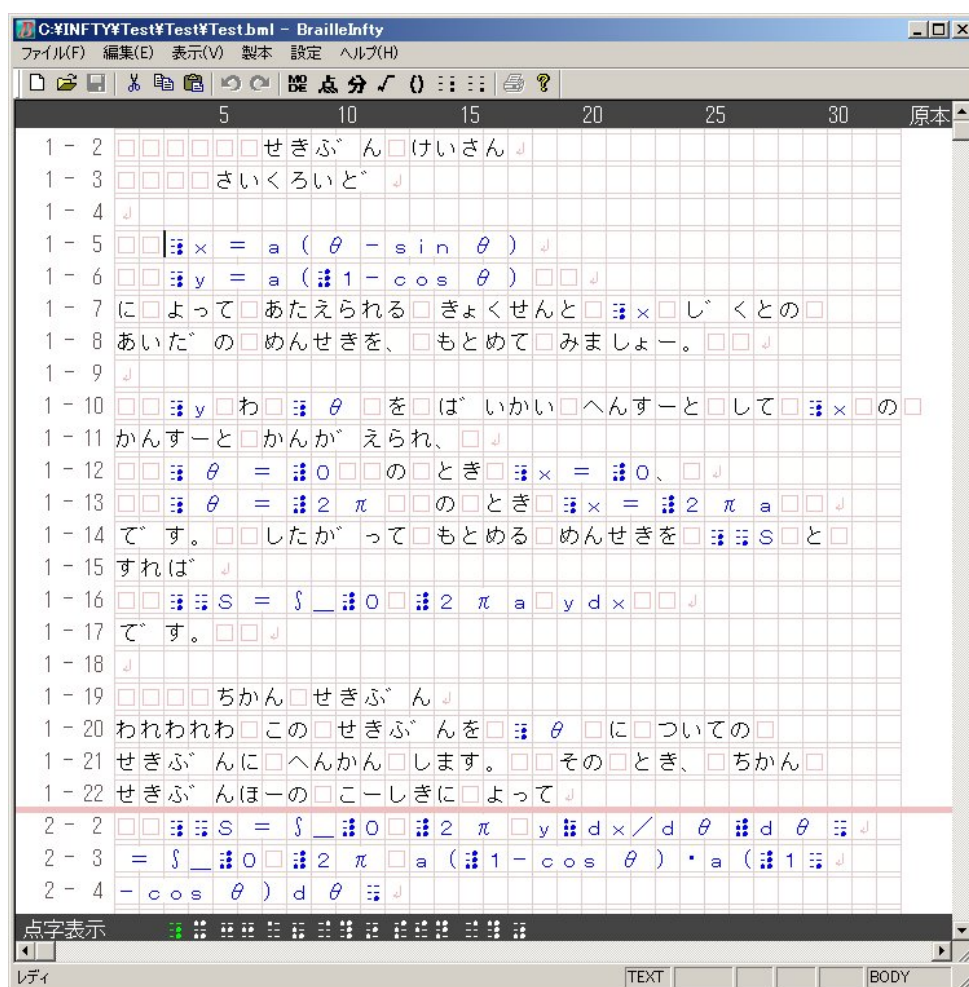 C:¥INFTY¥Test¥Test¥Test.bml - BrailleInfty
ファイル(F) 編集(E) 表示(V) 製本 設定 ヘルプ(H)
MODE 点 分 √ () ?
5 10 15 20 25 30 原本
1 - 2 □□□□□□せきぶ゛ん□けいさん
1 - 3 □□□□さいくろいど゛
1 - 4
1 - 5 □□⠰x = a ( θ - sin θ )
1 - 6 □□y = a (1 - cos θ ) □□
1 - 7 に□よって□あたえられる□きょくせんと□x□じ゛くとの□
1 - 8 あいだ゛の□めんせきを、□もとめて□みましょー。□□
1 - 9
1 - 10 □□y□わ□ θ □を□ば゛いかい□へんすーと□して□x□の□
1 - 11 かんすーと□かんが゛えられ、□
1 - 12 □□ θ = 0□□の□とき□x = 0、□
1 - 13 □□ θ = 2 π □□の□とき□x = 2 π a□□
1 - 14 で゛す。□□したが゛って□もとめる□めんせきを□S□と□
1 - 15 すれば゛
1 - 16 □□S = ∫_0□2 π a□ydx□□
1 - 17 で゛す。□□
1 - 18
1 - 19 □□□□ちかん□せきぶ゛ん
1 - 20 われわれわ□この□せきぶ゛んを□ θ □に□ついての□
1 - 21 せきぶ゛んに□へんかん□します。□□その□とき、□ちかん□
1 - 22 せきぶ゛んほーの□こーしきに□よって
2 - 2 □□S = ∫_0□2 π □ydx／d θ d θ
2 - 3 = ∫_0□2 π □a (1 - cos θ ) ・a (1
2 - 4 - cos θ ) d θ
点字表示
レディ TEXT BODY